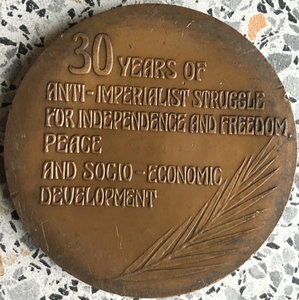 30 YEARS OF
ANTI-IMPERIALIST STRUGGLE
FOR INDEPENDENCE AND FREEDOM
PEACE
AND SOCIO-ECONOMIC
DEVELOPMENT